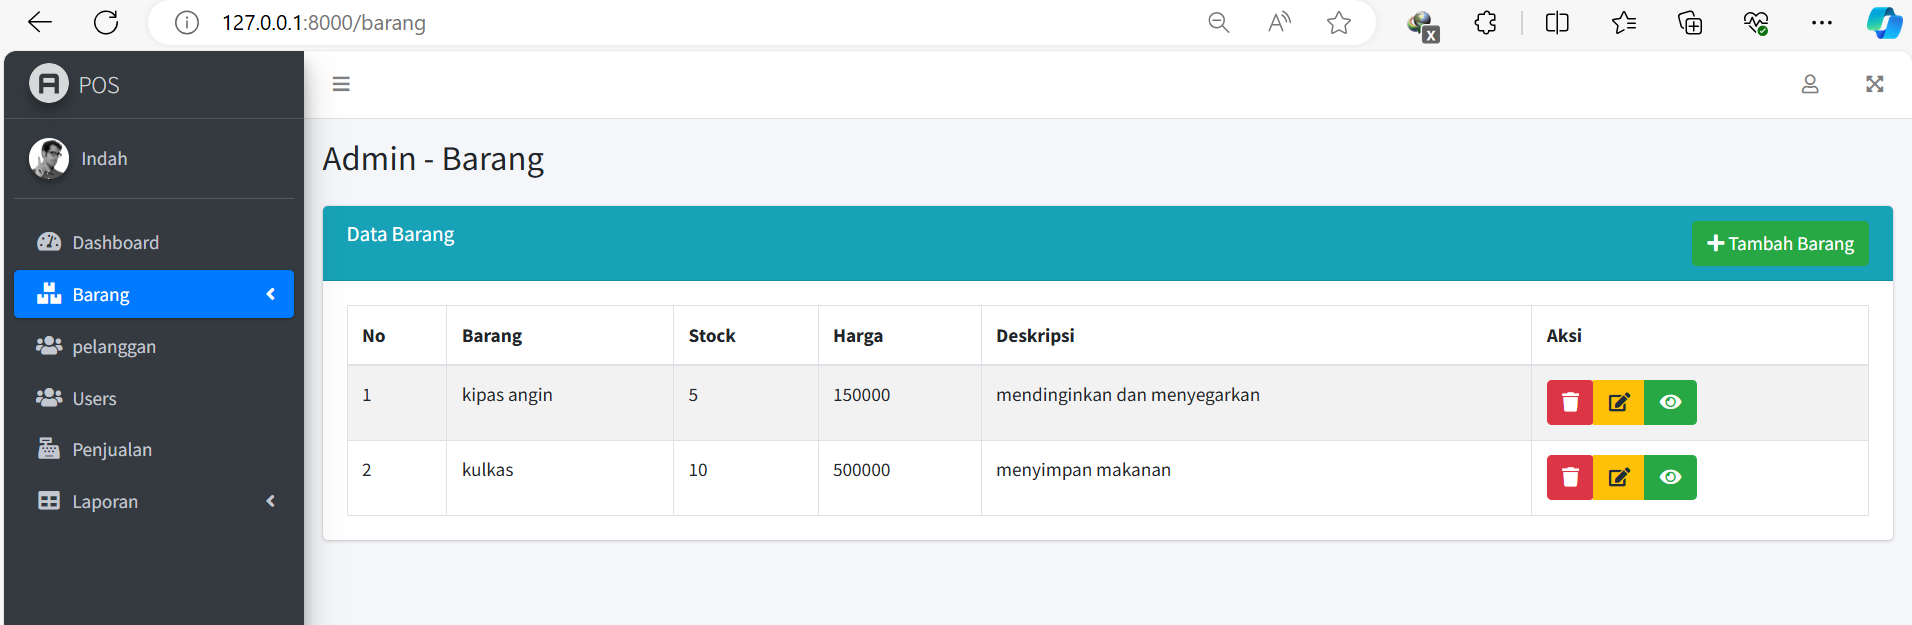 127.0.0.1:8000/barang
POS
Indah
Dashboard
Barang
pelanggan
Users
Penjualan
Laporan
Admin - Barang
Data Barang
Tambah Barang
No Barang Stock Harga Deskripsi Aksi
1 kipas angin 5 150000 mendinginkan dan menyegarkan
2 kulkas 10 500000 menyimpan makanan